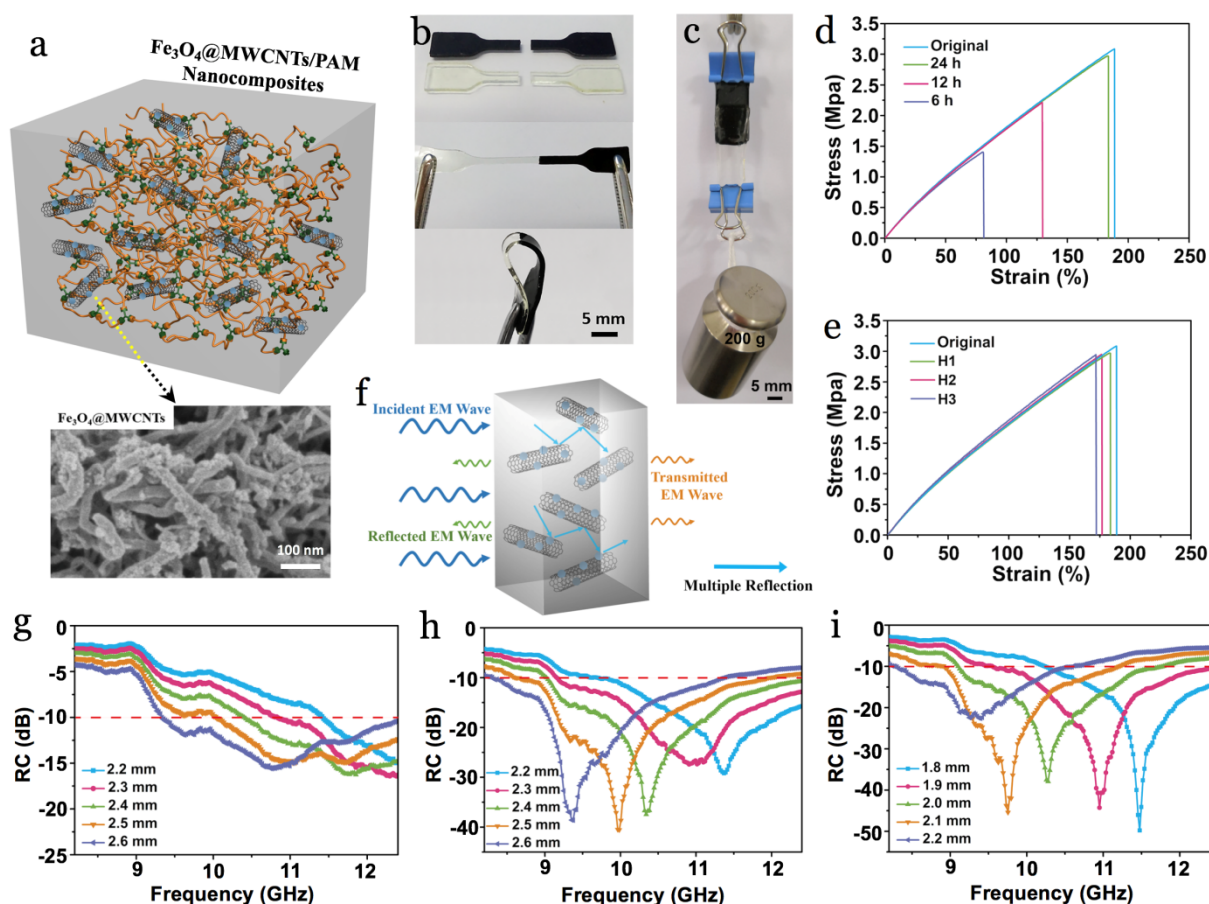 a
Fe3O4@MWCNTs/PAM
Nanocomposites
Fe3O4@MWCNTs
100 nm
b
5 mm
c
200 g
5 mm
d
Original
24 h
12 h
6 h
Stress (Mpa)
3.5
3.0
2.5
2.0
1.5
1.0
0.5
0.0
0 50 100 150 200 250
Strain (%)
e
Original
H1
H2
H3
Stress (Mpa)
3.5
3.0
2.5
2.0
1.5
1.0
0.5
0.0
0 50 100 150 200 250
Strain (%)
f
Incident EM Wave
Transmitted
EM Wave
Reflected EM Wave
Multiple Reflection
g
RC (dB)
0
-5
-10
-15
-20
-25
2.2 mm
2.3 mm
2.4 mm
2.5 mm
2.6 mm
9 10 11 12
Frequency (GHz)
h
RC (dB)
0
-10
-20
-30
-40
2.2 mm
2.3 mm
2.4 mm
2.5 mm
2.6 mm
9 10 11 12
Frequency (GHz)
i
RC (dB)
0
-10
-20
-30
-40
-50
1.8 mm
1.9 mm
2.0 mm
2.1 mm
2.2 mm
9 10 11 12
Frequency (GHz)